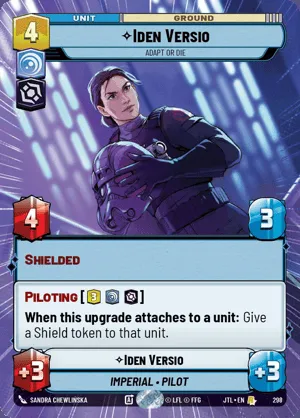 UNIT
GROUND
4
✧IDEN VERSIO
ADAPT OR DIE
4
3
SHIELDED
PILOTING [3]
When this upgrade attaches to a unit: Give
a Shield token to that unit.
+3
✧IDEN VERSIO
+3
IMPERIAL • PILOT
SANDRA CHEWLINSKA
© LFL © FFG
JTL • EN
298